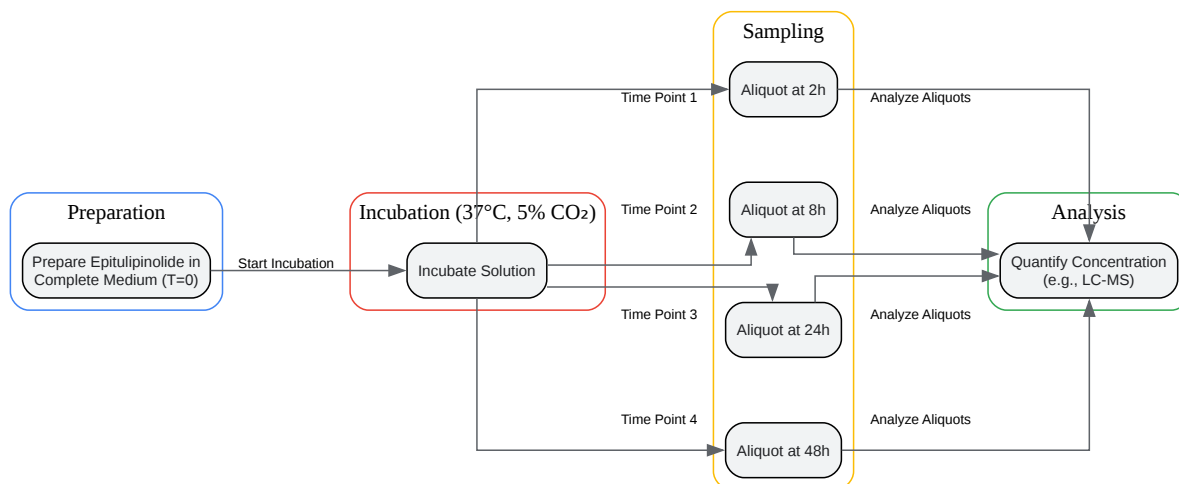 Preparation
Prepare Epitulipinolide in
Complete Medium (T=0)
Start Incubation
Incubation (37°C, 5% CO₂)
Incubate Solution
Time Point 1
Time Point 2
Time Point 3
Time Point 4
Sampling
Aliquot at 2h
Aliquot at 8h
Aliquot at 24h
Aliquot at 48h
Analyze Aliquots
Analyze Aliquots
Analyze Aliquots
Analyze Aliquots
Analysis
Quantify Concentration
(e.g., LC-MS)